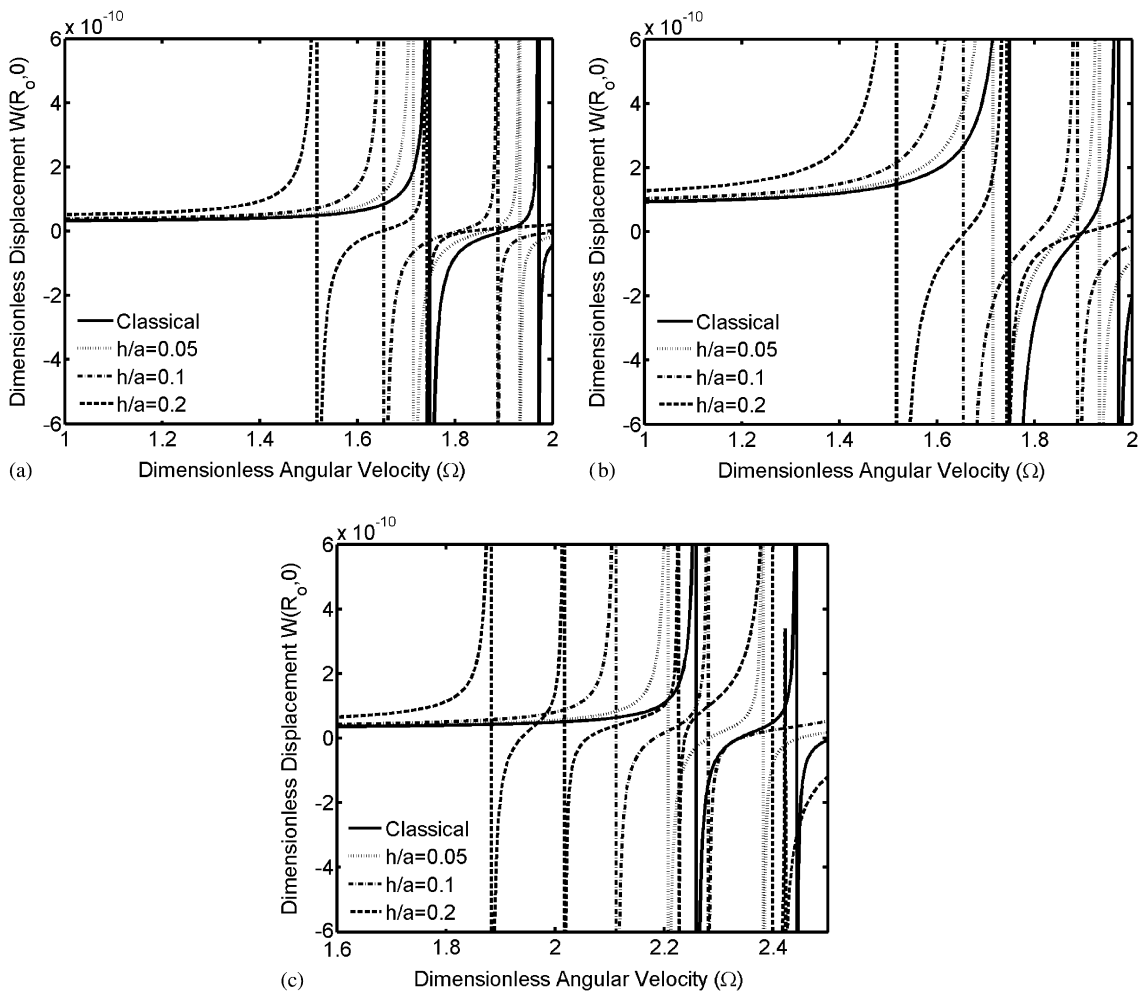 x 10-10
6
4
2
0
-2
-4
-6
Dimensionless Displacement W(Ro,0)
Classical
h/a=0.05
h/a=0.1
h/a=0.2
1 1.2 1.4 1.6 1.8 2
(a) Dimensionless Angular Velocity (Ω)
x 10-10
6
4
2
0
-2
-4
-6
Dimensionless Displacement W(Ro,0)
Classical
h/a=0.05
h/a=0.1
h/a=0.2
1 1.2 1.4 1.6 1.8 2
(b) Dimensionless Angular Velocity (Ω)
x 10-10
6
4
2
0
-2
-4
-6
Dimensionless Displacement W(Ro,0)
Classical
h/a=0.05
h/a=0.1
h/a=0.2
1.6 1.8 2 2.2 2.4
(c) Dimensionless Angular Velocity (Ω)